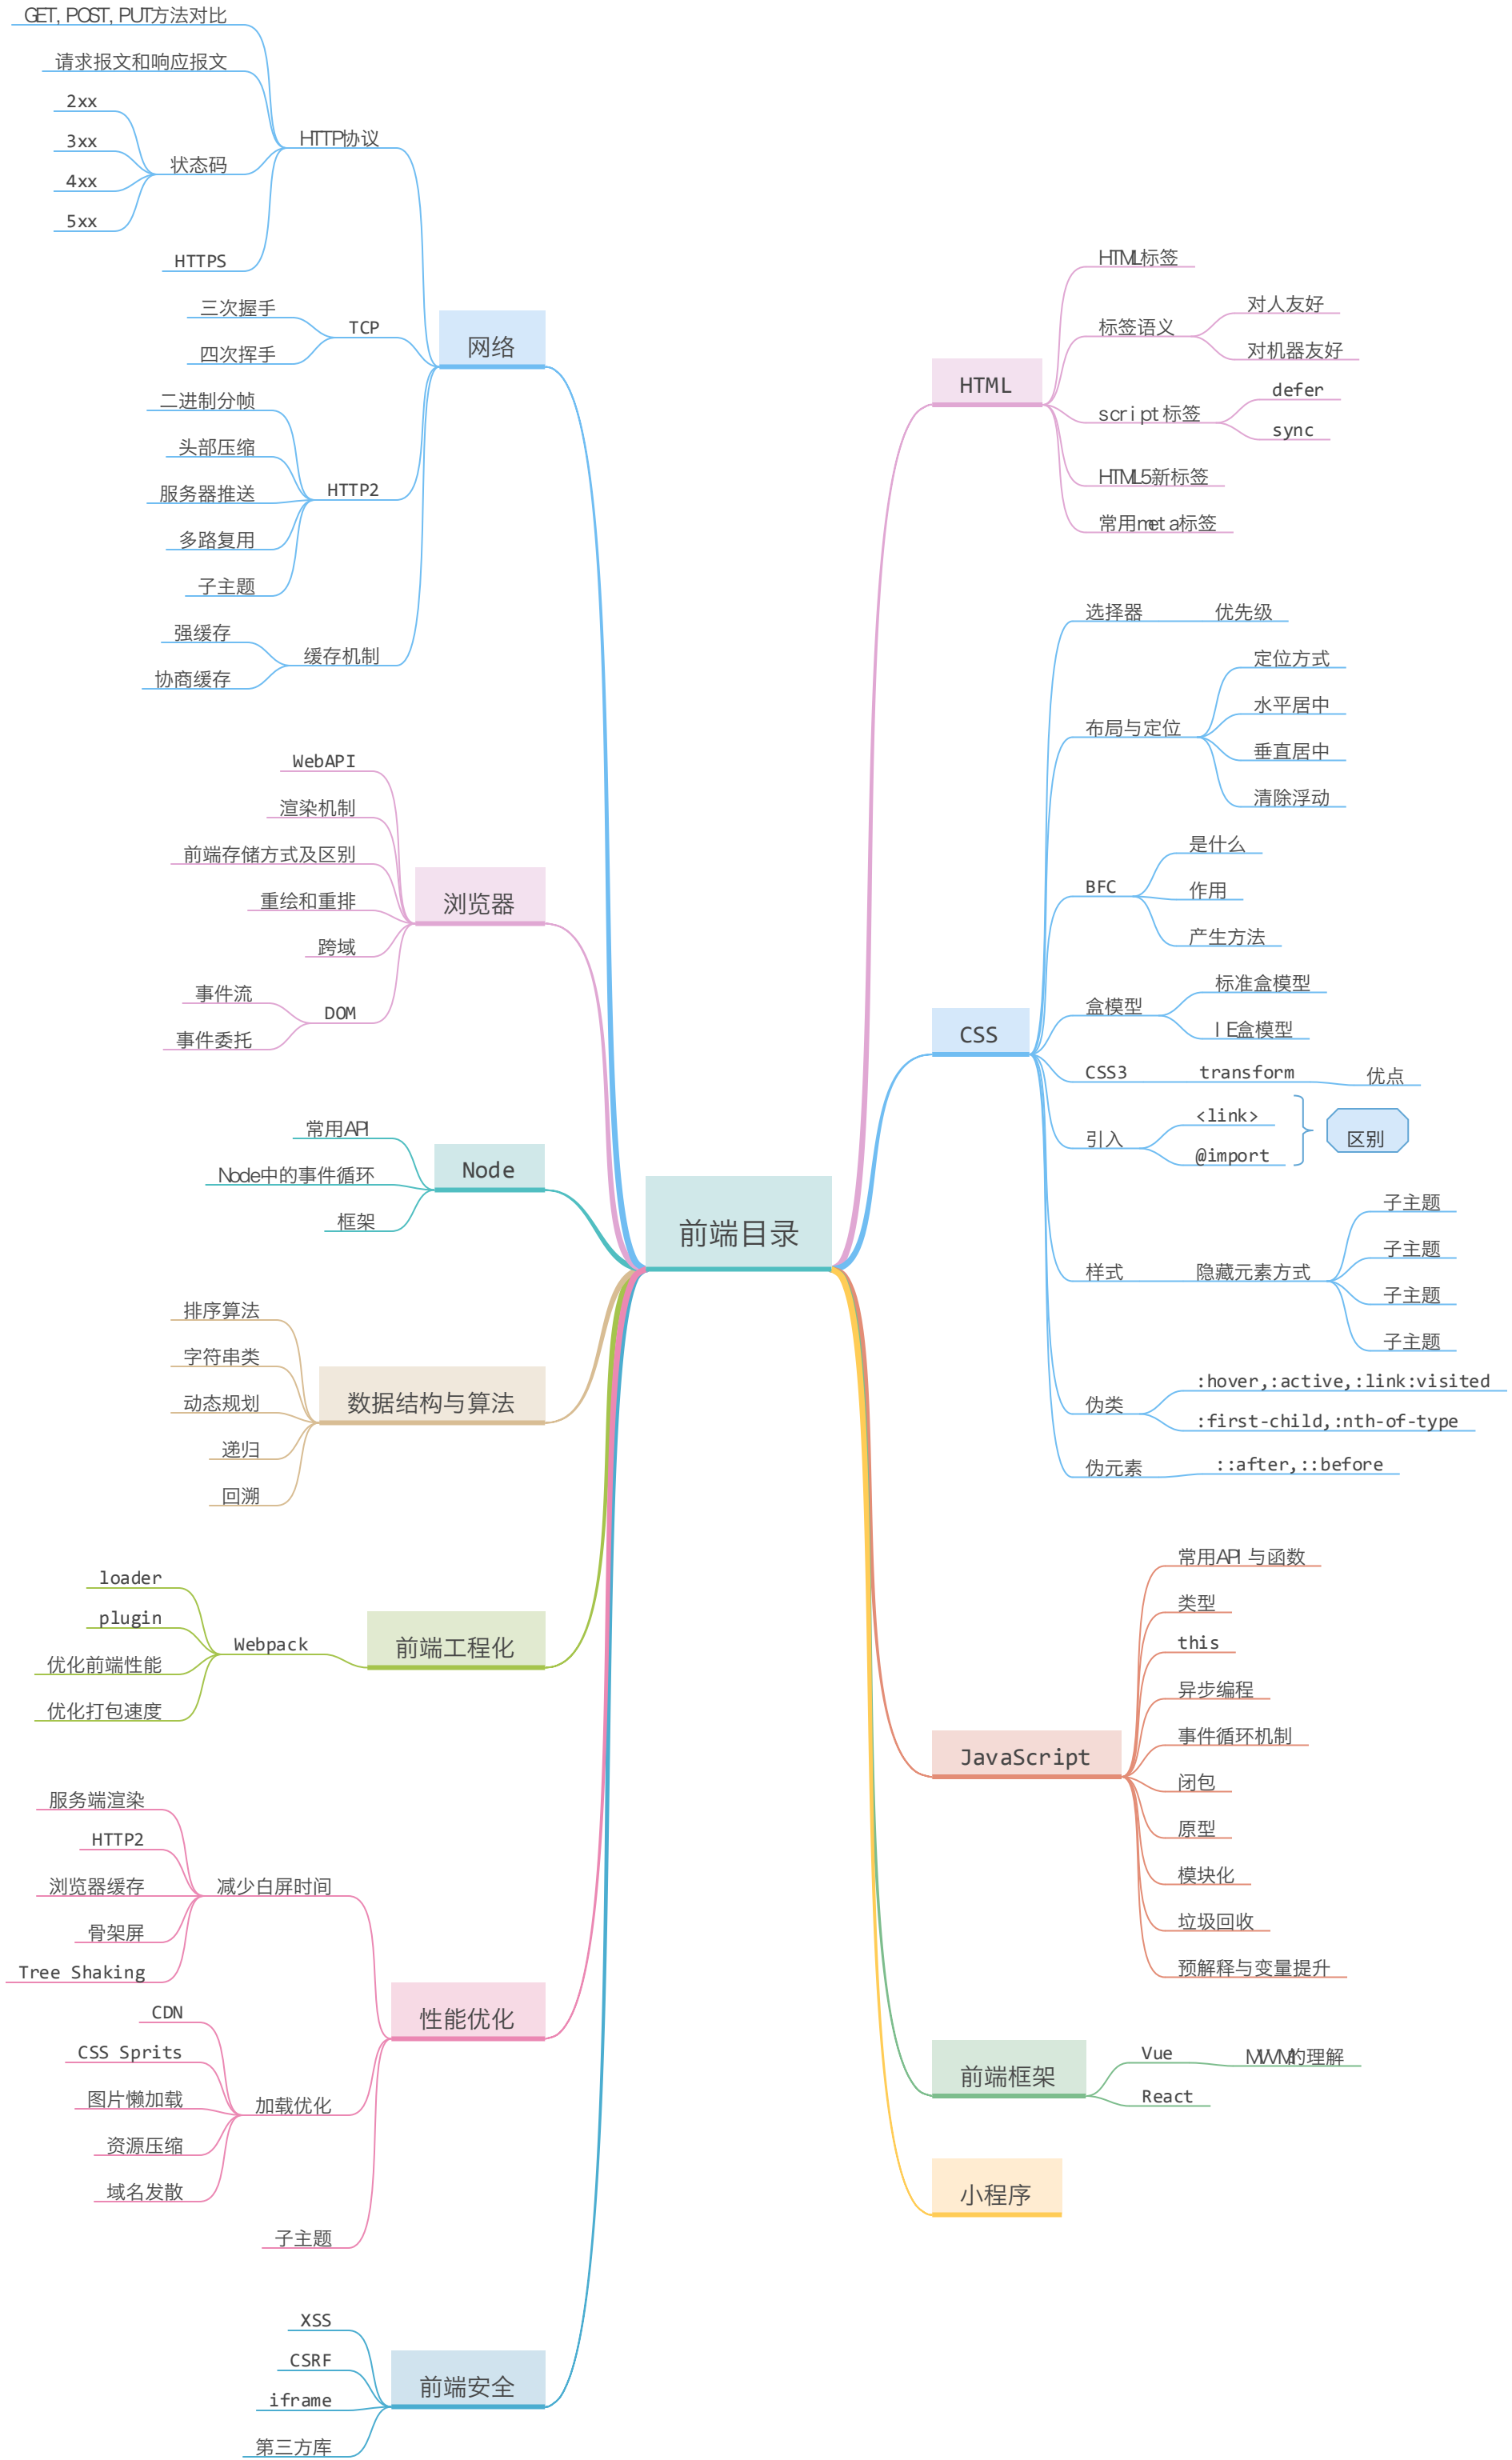 前端目录
HTML
HTML标签
标签语义
对人友好
对机器友好
script标签
defer
sync
HTML5新标签
常用meta标签
CSS
选择器
优先级
布局与定位
定位方式
水平居中
垂直居中
清除浮动
BFC
是什么
作用
产生方法
盒模型
标准盒模型
IE盒模型
CSS3
transform
优点
引入
<link>
@import
区别
样式
隐藏元素方式
子主题
子主题
子主题
子主题
伪类
:hover,:active,:link:visited
:first-child,:nth-of-type
伪元素
::after,::before
JavaScript
常用API与函数
类型
this
异步编程
事件循环机制
闭包
原型
模块化
垃圾回收
预解释与变量提升
前端框架
Vue
MVVM的理解
React
小程序
网络
HTTP协议
GET,POST,PUT方法对比
请求报文和响应报文
状态码
2xx
3xx
4xx
5xx
HTTPS
TCP
三次握手
四次挥手
HTTP2
二进制分帧
头部压缩
服务器推送
多路复用
子主题
缓存机制
强缓存
协商缓存
浏览器
WebAPI
渲染机制
前端存储方式及区别
重绘和重排
跨域
DOM
事件流
事件委托
Node
常用API
Node中的事件循环
框架
数据结构与算法
排序算法
字符串类
动态规划
递归
回溯
前端工程化
Webpack
loader
plugin
优化前端性能
优化打包速度
性能优化
减少白屏时间
服务端渲染
HTTP2
浏览器缓存
骨架屏
Tree Shaking
加载优化
CDN
CSS Sprits
图片懒加载
资源压缩
域名发散
子主题
前端安全
XSS
CSRF
iframe
第三方库